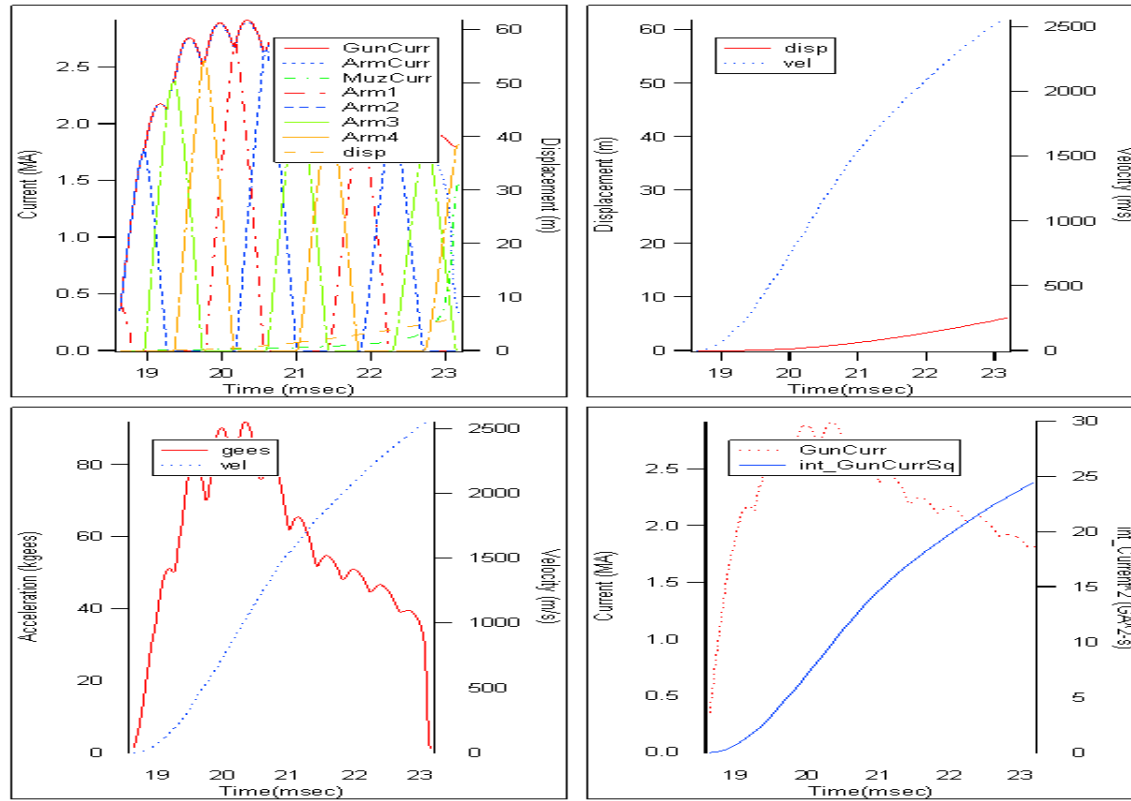 GunCurr
ArmCurr
MuzCurr
Arm1
Arm2
Arm3
Arm4
disp
Current (MA)
2.5
2.0
1.5
1.0
0.5
0.0
60
50
40
30
20
10
0
Displacement (m)
19 20 21 22 23
Time (msec)
disp
vel
Displacement (m)
60
50
40
30
20
10
0
2500
2000
1500
1000
500
0
Velocity (m/s)
19 20 21 22 23
Time(msec)
gees
vel
Acceleration (kgees)
80
60
40
20
0
2500
2000
1500
1000
500
0
Velocity (m/s)
19 20 21 22 23
Time(msec)
GunCurr
int_GunCurrSq
Current (MA)
2.5
2.0
1.5
1.0
0.5
0.0
30
25
20
15
10
5
0
int_Current^2 (GA^2-s)
19 20 21 22 23
Time(msec)